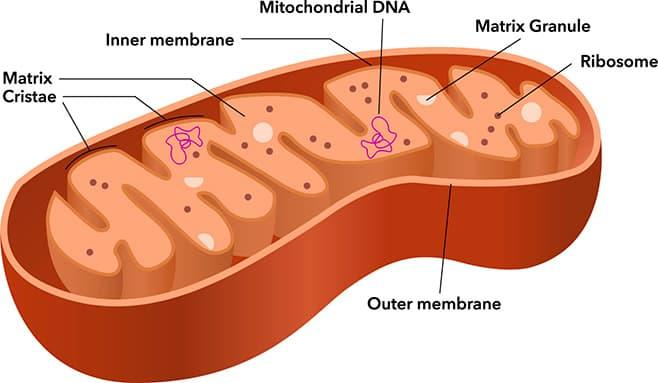 Mitochondrial DNA
Matrix Granule
Inner membrane
Ribosome
Matrix
Cristae
Outer membrane